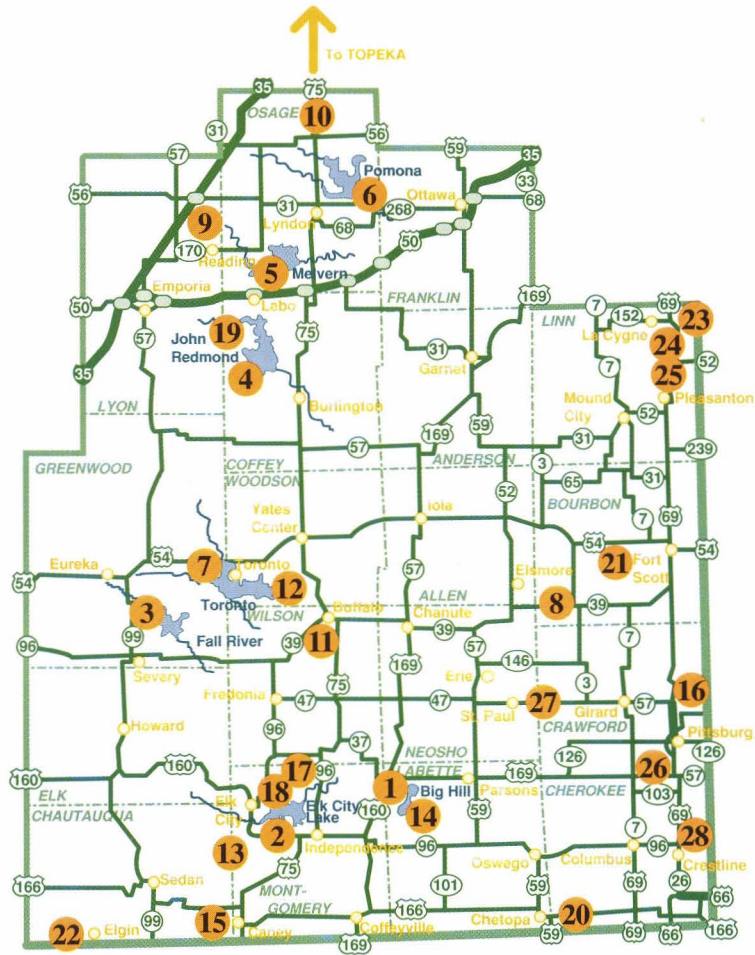 To TOPEKA
35
75
OSAGE
10
31
56
57
59
35
33
Pomona
6
Ottawa
56
9
31
Lyndon
68
268
68
170
Reading
50
5
Melvern
Emporia
50
Lebo
FRANKLIN
169
7
69
LINN
152
23
La Cygne
19
John
Redmond
75
24
31
Garnet
7
52
35
4
25
Burlington
Mound
City
Pleasanton
LYON
59
52
169
31
57
239
GREENWOOD
COFFEY
WOODSON
ANDERSON
3
65
31
52
BOURBON
Yates
Center
Iola
7
69
54
54
54
Eureka
7
Toronto
57
21
Fort
Scott
54
12
Elsmore
3
Toronto
WILSON
ALLEN
8
39
Fall River
Buffalo
Chanute
99
11
39
39
57
7
96
169
Severy
75
Erie
146
3
16
Fredonia
47
47
St. Paul
27
Girard
57
96
CRAWFORD
Howard
37
Pittsburg
126
126
160
17
NEOSHO
26
160
96
LABETTE
169
57
18
1
Big Hill
Parsons
CHEROKEE
103
ELK
Elk
City
Elk City
Lake
160
14
69
CHAUTAUQUA
2
7
28
59
13
Independence
96
96
75
Oswego
Columbus
Crestline
101
166
Sedan
MONT-
GOMERY
59
69
26
66
99
15
166
20
22
Elgin
Caney
Coffeyville
Chetopa
169
59
69
66
166